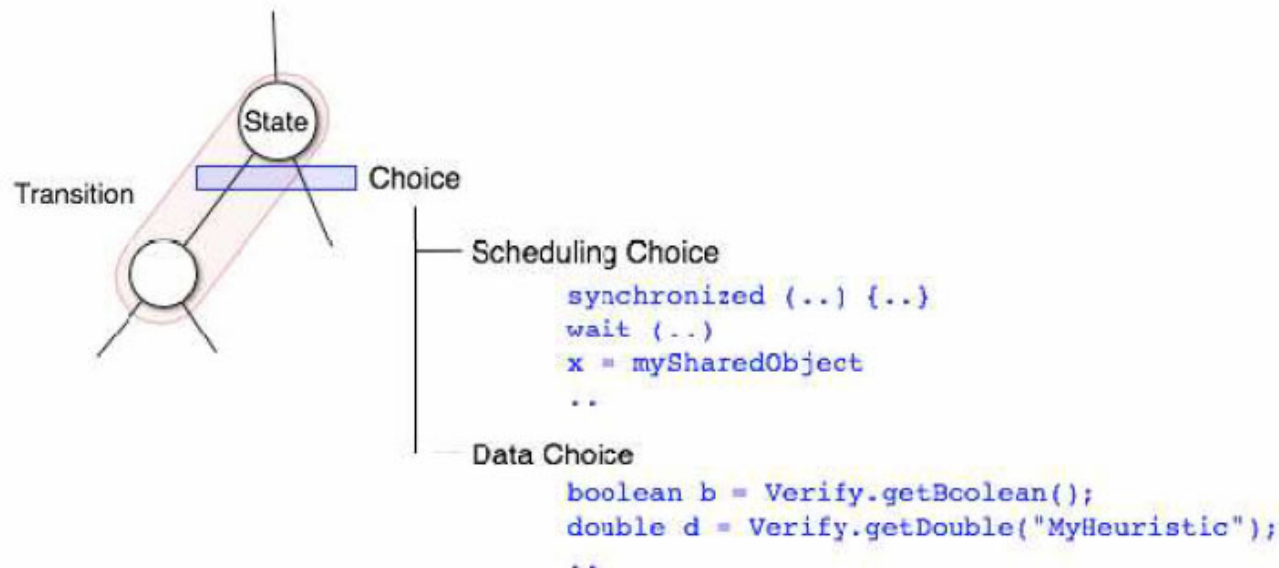 State
Transition
Choice
Scheduling Choice
synchronized (..) {..}
wait (..)
x = mySharedObject
..
Data Choice
boolean b = Verify.getBoolean();
double d = Verify.getDouble("MyHeuristic");
..